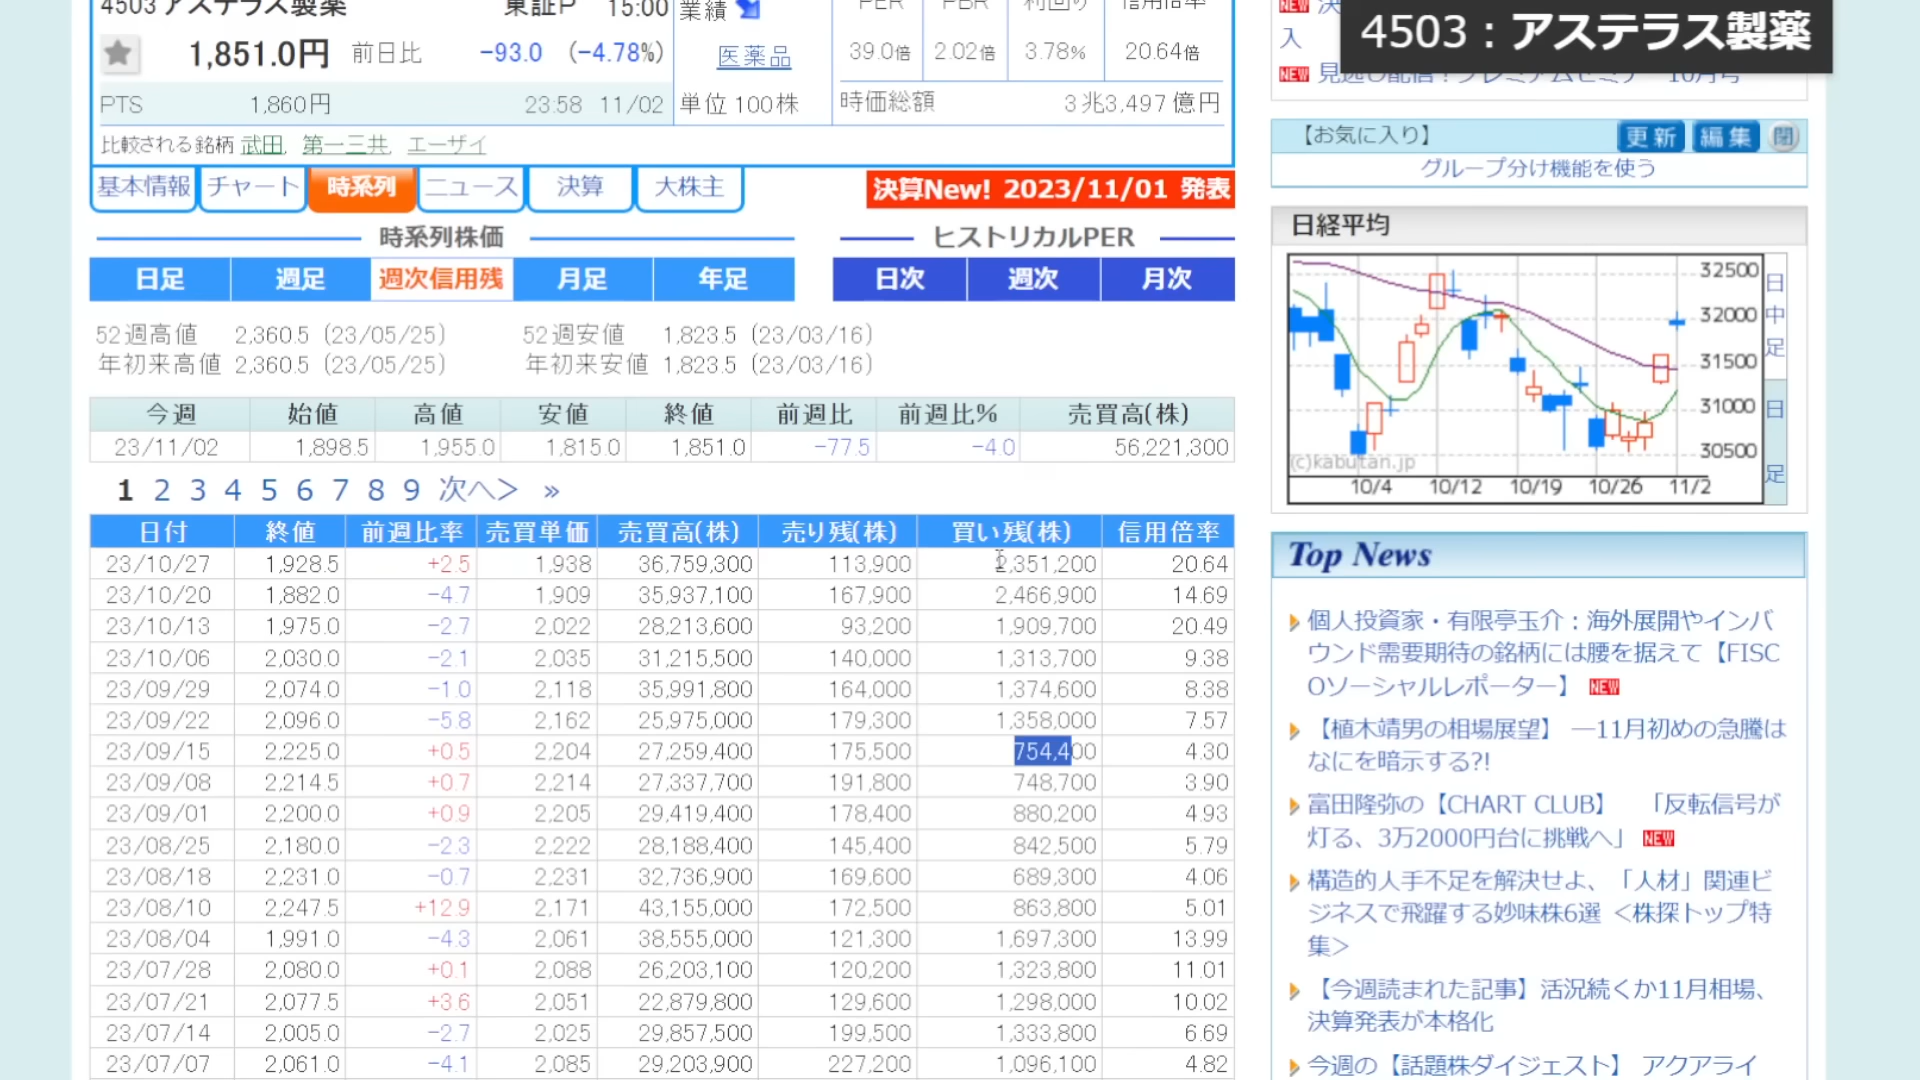 4503 アステラス製薬 東証P 15:00 業績 PER PBR 利回り 信用倍率
1,851.0円 前日比 −93.0 (−4.78%)
医薬品
39.0倍 2.02倍 3.78% 20.64倍
PTS 1,860円 23:58 11/02 単位 100株
時価総額 3兆3,497億円
比較される銘柄 武田, 第一三共, エーザイ
基本情報 チャート 時系列 ニュース 決算 大株主
決算New! 2023/11/01 発表
時系列株価 ヒストリカルPER
日足 週足 週次信用残 月足 年足 日次 週次 月次
52週高値 2,360.5 (23/05/25) 52週安値 1,823.5 (23/03/16)
年初来高値 2,360.5 (23/05/25) 年初来安値 1,823.5 (23/03/16)
今週 始値 高値 安値 終値 前週比 前週比% 売買高(株)
23/11/02 1,898.5 1,955.0 1,815.0 1,851.0 −77.5 −4.0 56,221,300
1 2 3 4 5 6 7 8 9 次へ> »
日付 終値 前週比率 売買単価 売買高(株) 売り残(株) 買い残(株) 信用倍率
23/10/27 1,928.5 +2.5 1,938 36,759,300 113,900 2,351,200 20.64
23/10/20 1,882.0 −4.7 1,909 35,937,100 167,900 2,466,900 14.69
23/10/13 1,975.0 −2.7 2,022 28,213,600 93,200 1,909,700 20.49
23/10/06 2,030.0 −2.1 2,035 31,215,500 140,000 1,313,700 9.38
23/09/29 2,074.0 −1.0 2,118 35,991,800 164,000 1,374,600 8.38
23/09/22 2,096.0 −5.8 2,162 25,975,000 179,300 1,358,000 7.57
23/09/15 2,225.0 +0.5 2,204 27,259,400 175,500 754,400 4.30
23/09/08 2,214.5 +0.7 2,214 27,337,700 191,800 748,700 3.90
23/09/01 2,200.0 +0.9 2,205 29,419,400 178,400 880,200 4.93
23/08/25 2,180.0 −2.3 2,222 28,188,400 145,400 842,500 5.79
23/08/18 2,231.0 −0.7 2,231 32,736,900 169,600 689,300 4.06
23/08/10 2,247.5 +12.9 2,171 43,155,000 172,500 863,800 5.01
23/08/04 1,991.0 −4.3 2,061 38,555,000 121,300 1,697,300 13.99
23/07/28 2,080.0 +0.1 2,088 26,203,100 120,200 1,323,800 11.01
23/07/21 2,077.5 +3.6 2,051 22,879,800 129,600 1,298,000 10.02
23/07/14 2,005.0 −2.7 2,025 29,857,500 199,500 1,333,800 6.69
23/07/07 2,061.0 −4.1 2,085 29,203,900 227,200 1,096,100 4.82
4503：アステラス製薬
NEW 決
入
NEW
【お気に入り】 更新 編集 閉
グループ分け機能を使う
日経平均
32500
32000
31500
31000
30500
10/4 10/12 10/19 10/26 11/2
(c)kabutan.jp
日中足
日足
Top News
個人投資家・有限亭玉介：海外展開やインバ
ウンド需要期待の銘柄には腰を据えて【FISC
Oソーシャルレポーター】 NEW
【植木靖男の相場展望】 ―11月初めの急騰は
なにを暗示する?!
富田隆弥の【CHART CLUB】 「反転信号が
灯る、3万2000円台に挑戦へ」 NEW
構造的人手不足を解決せよ、「人材」関連ビ
ジネスで飛躍する妙味株6選 <株探トップ特
集>
【今週読まれた記事】活況続くか11月相場、
決算発表が本格化
今週の【話題株ダイジェスト】 アクアライ